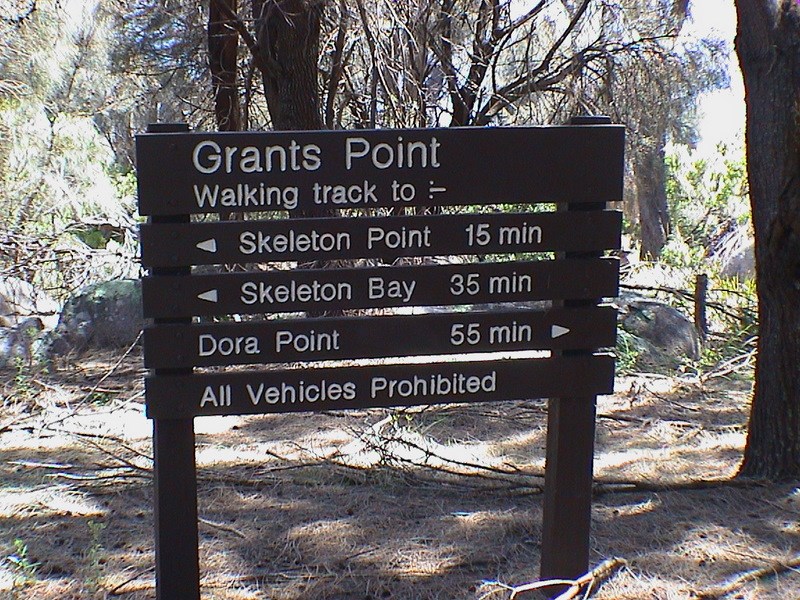 Grants Point
Walking track to :-
◄ Skeleton Point 15 min
◄ Skeleton Bay 35 min
Dora Point 55 min ►
All Vehicles Prohibited